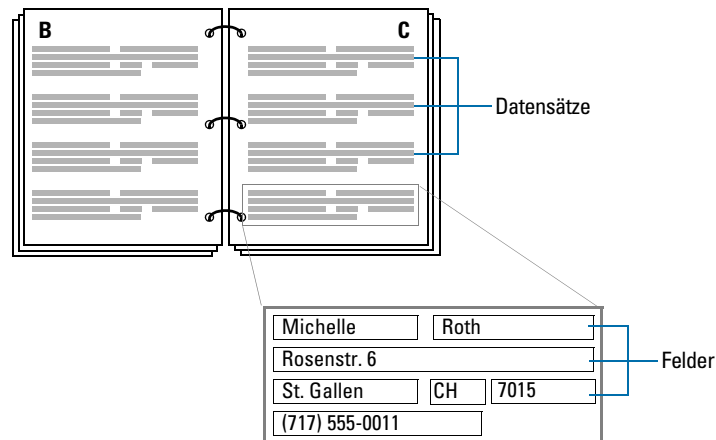 B C
Datensätze
Michelle Roth
Rosenstr. 6
Felder
St. Gallen CH 7015
(717) 555-0011